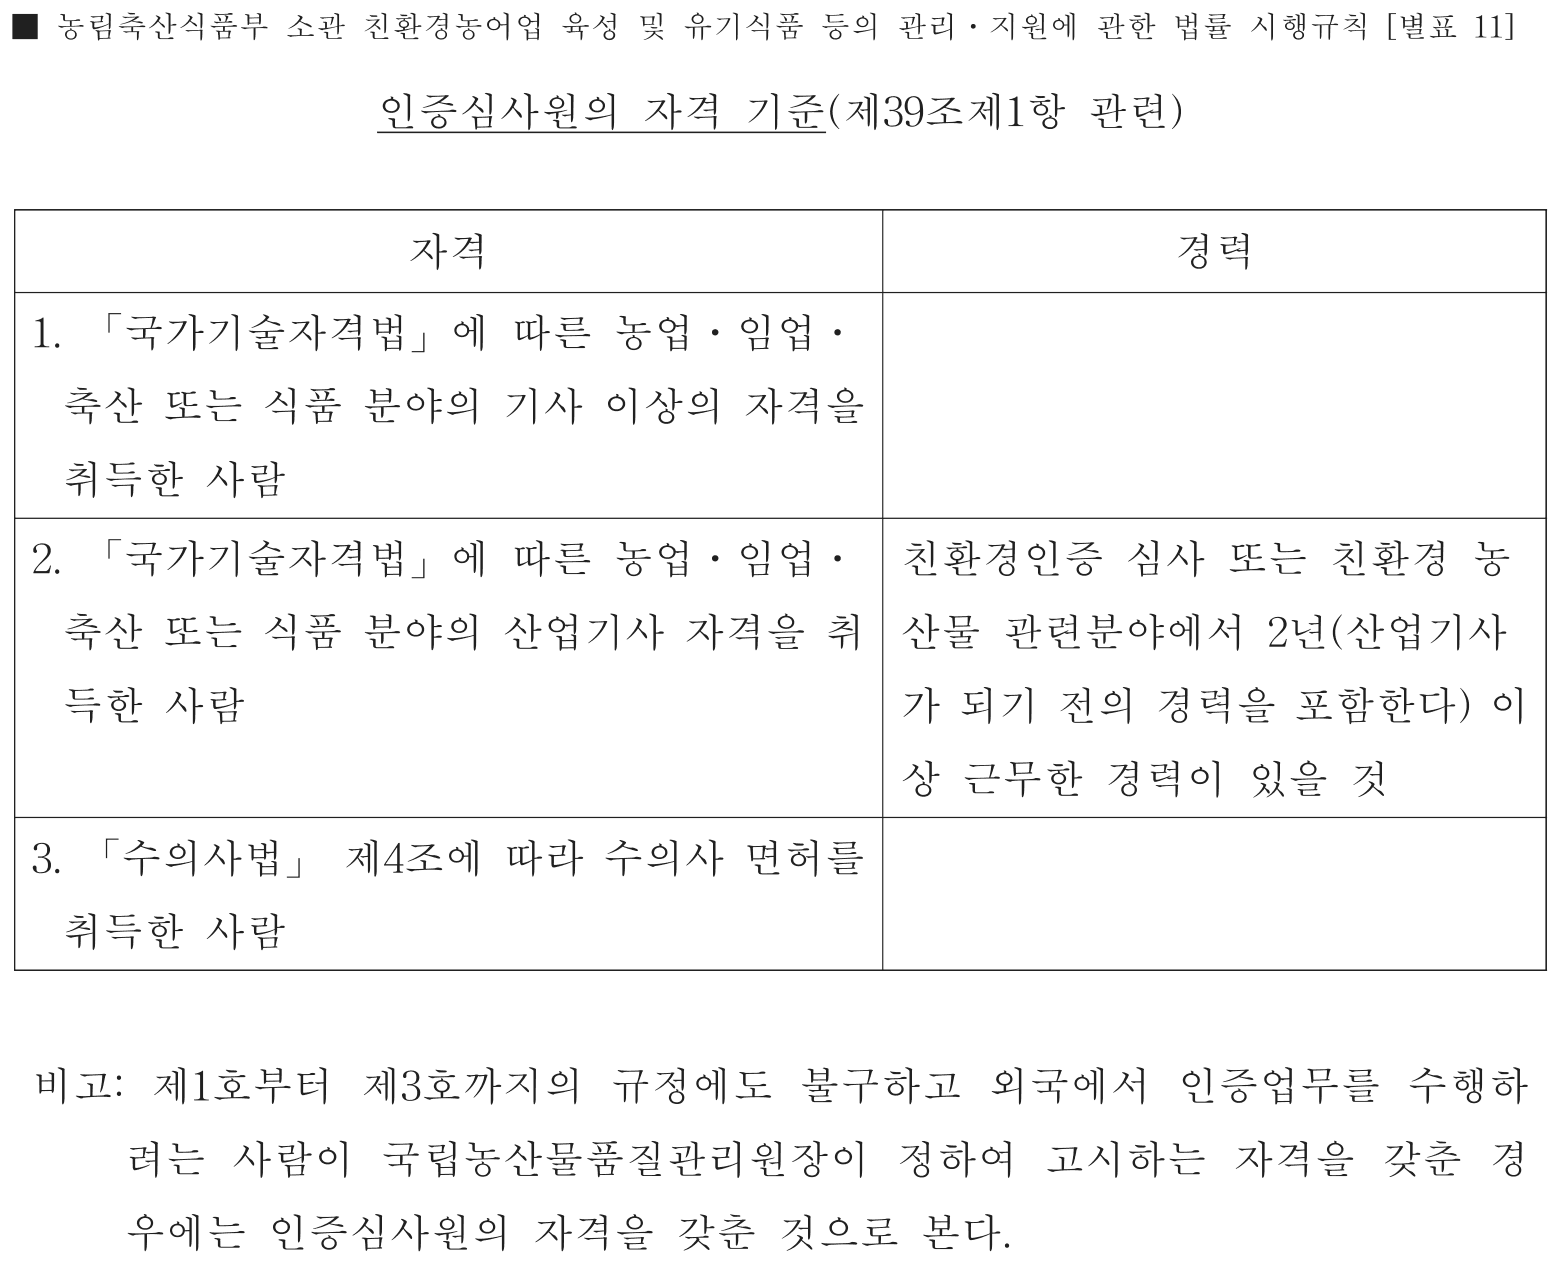 ■ 농림축산식품부 소관 친환경농어업 육성 및 유기식품 등의 관리ㆍ지원에 관한 법률 시행규칙 [별표 11]
인증심사원의 자격 기준(제39조제1항 관련)
자격
경력
1. 「국가기술자격법」에 따른 농업ㆍ임업ㆍ
축산 또는 식품 분야의 기사 이상의 자격을
취득한 사람
2. 「국가기술자격법」에 따른 농업ㆍ임업ㆍ
축산 또는 식품 분야의 산업기사 자격을 취
득한 사람
친환경인증 심사 또는 친환경 농
산물 관련분야에서 2년(산업기사
가 되기 전의 경력을 포함한다) 이
상 근무한 경력이 있을 것
3. 「수의사법」 제4조에 따라 수의사 면허를
취득한 사람
비고: 제1호부터 제3호까지의 규정에도 불구하고 외국에서 인증업무를 수행하
려는 사람이 국립농산물품질관리원장이 정하여 고시하는 자격을 갖춘 경
우에는 인증심사원의 자격을 갖춘 것으로 본다.